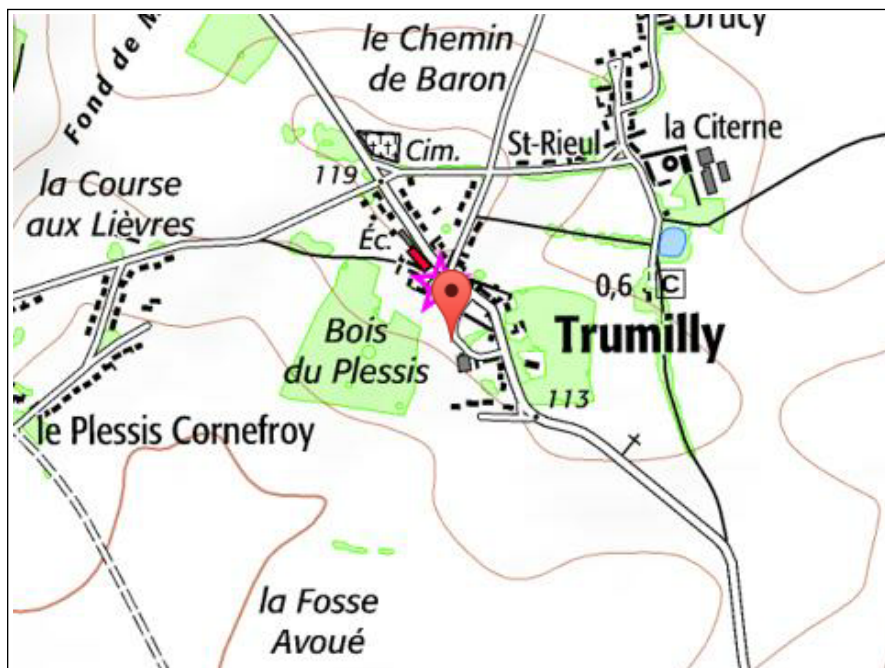 Drucy
Fond de M
le Chemin
de Baron
St-Rieul
la Citerne
Cim.
119
la Course
aux Lièvres
Éc.
0,6
C
Trumilly
Bois
du Plessis
113
le Plessis Cornefroy
la Fosse
Avoué